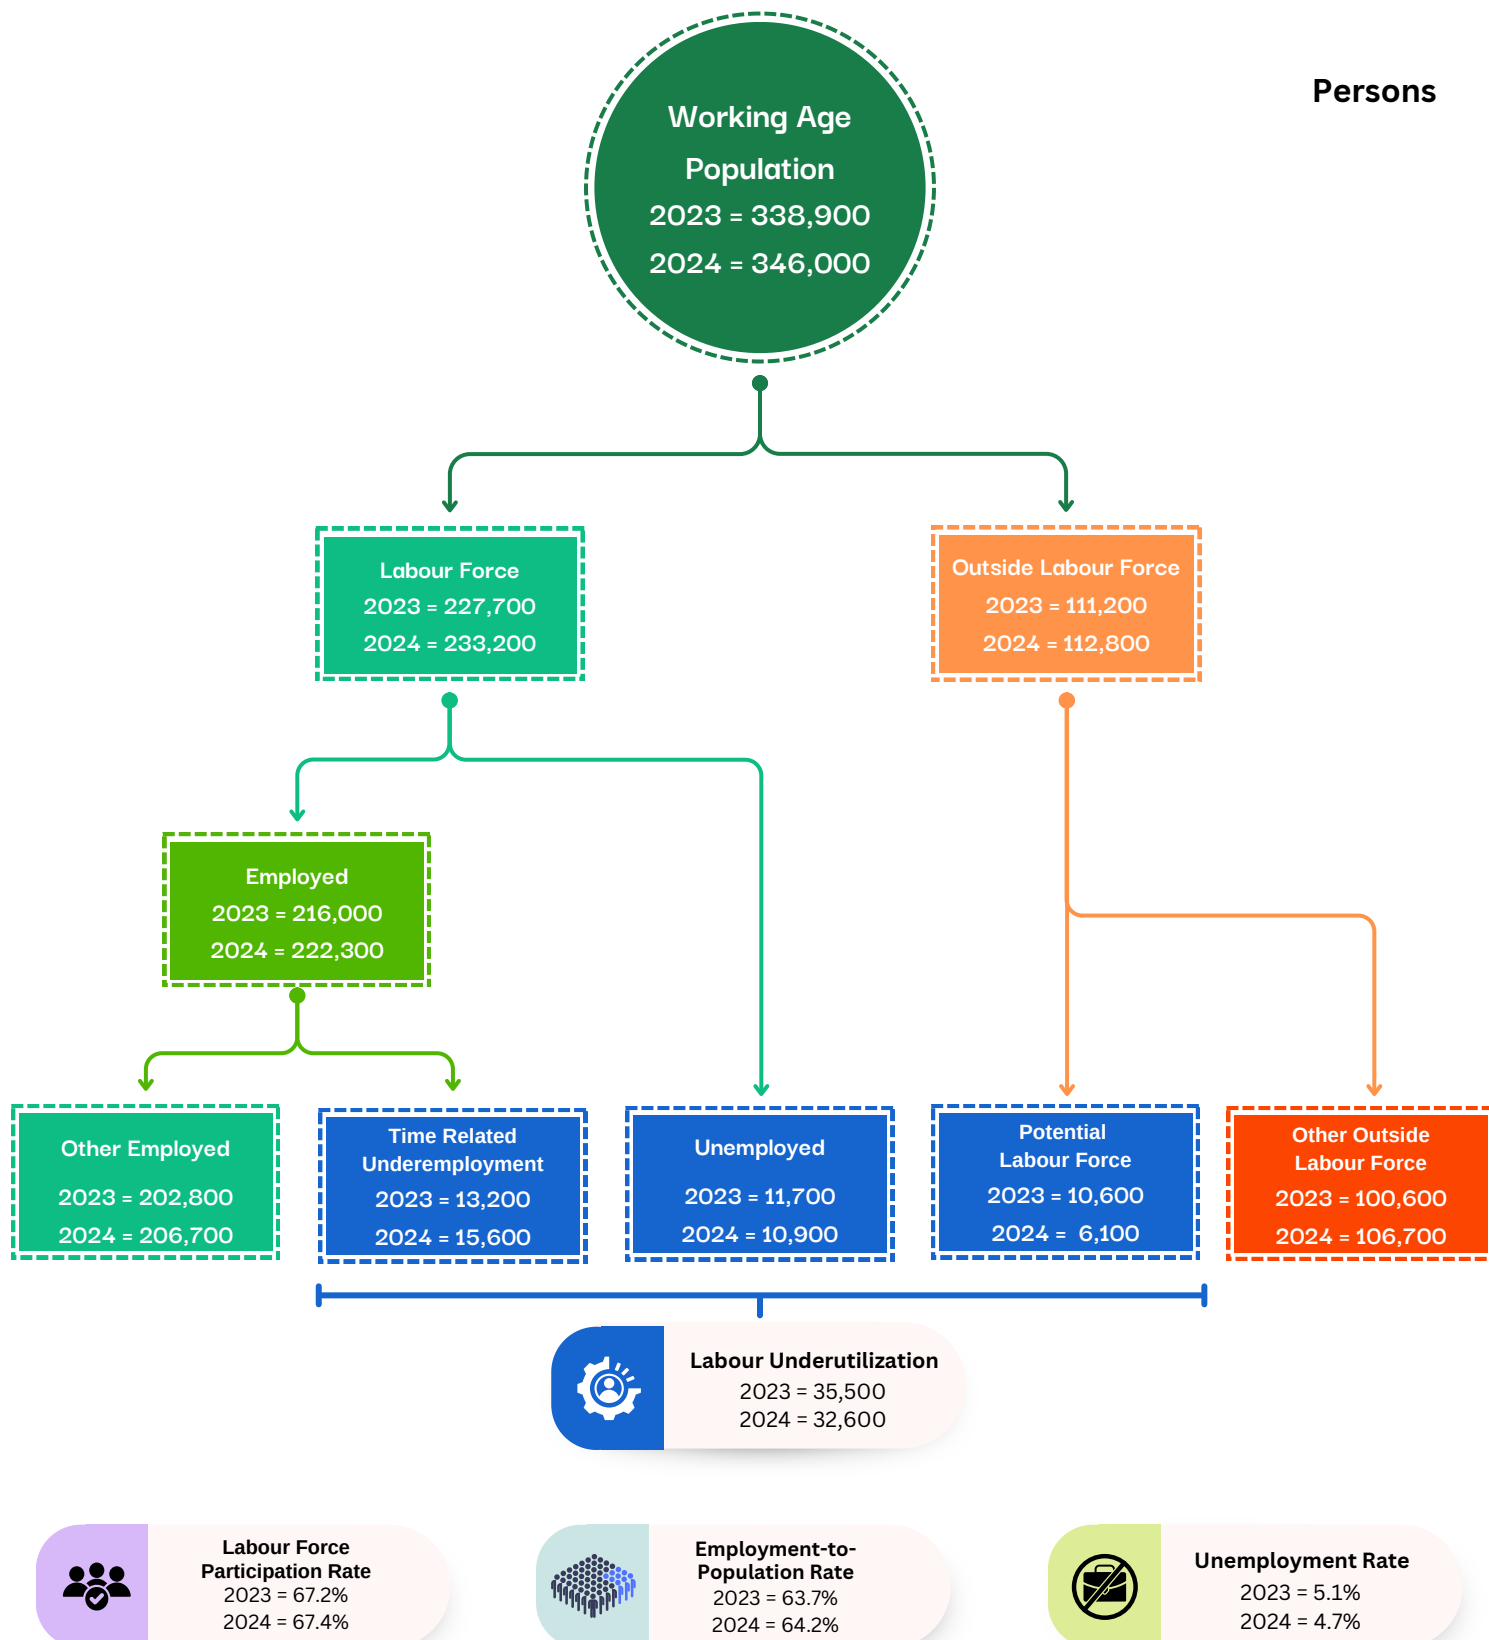 Persons
Working Age
Population
2023 = 338,900
2024 = 346,000
Labour Force
2023 = 227,700
2024 = 233,200
Outside Labour Force
2023 = 111,200
2024 = 112,800
Employed
2023 = 216,000
2024 = 222,300
Other Employed
2023 = 202,800
2024 = 206,700
Time Related
Underemployment
2023 = 13,200
2024 = 15,600
Unemployed
2023 = 11,700
2024 = 10,900
Potential
Labour Force
2023 = 10,600
2024 = 6,100
Other Outside
Labour Force
2023 = 100,600
2024 = 106,700
Labour Underutilization
2023 = 35,500
2024 = 32,600
Labour Force
Participation Rate
2023 = 67.2%
2024 = 67.4%
Employment-to-
Population Rate
2023 = 63.7%
2024 = 64.2%
Unemployment Rate
2023 = 5.1%
2024 = 4.7%